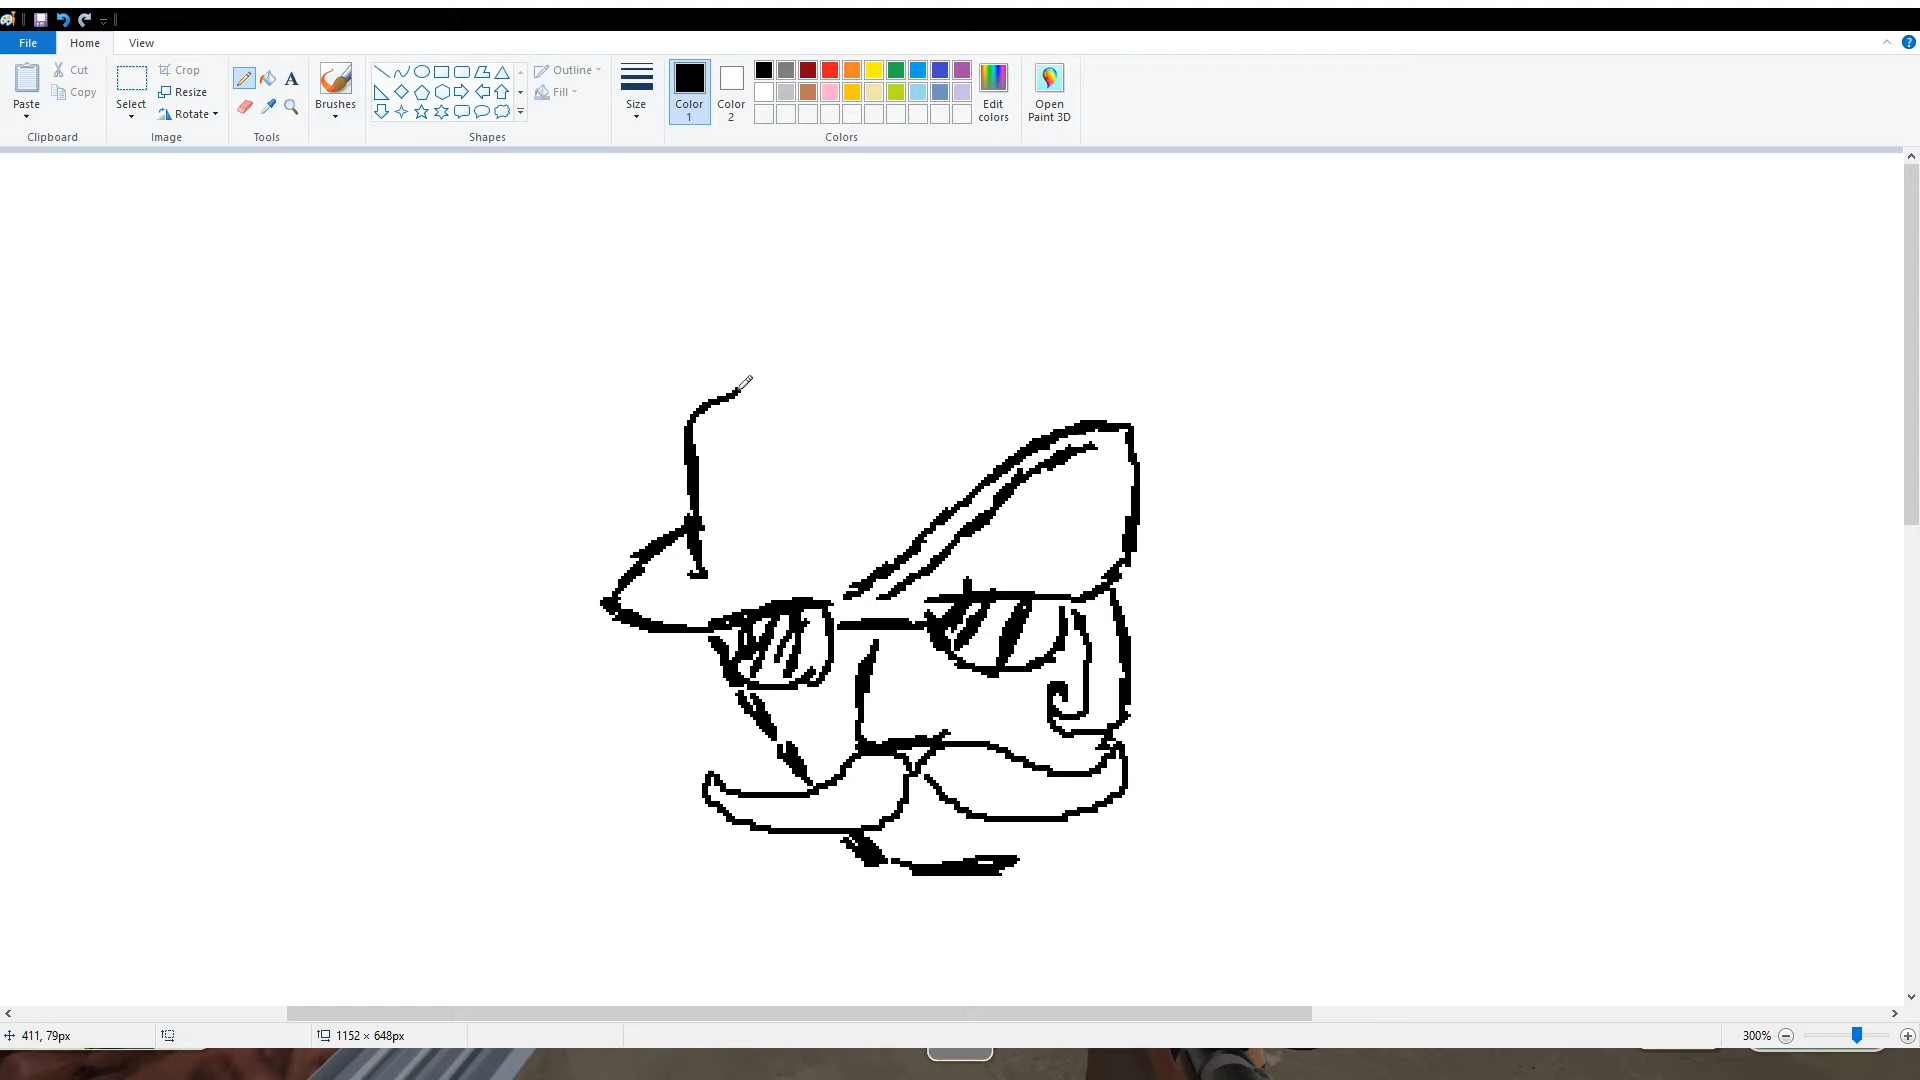 File Home View
Paste Cut Copy Clipboard
Select Crop Resize Rotate Image
A Tools
Brushes
Shapes Outline Fill
Size
Color 1 Color 2 Edit colors Colors
Open Paint 3D
411, 79px 1152 × 648px 300%